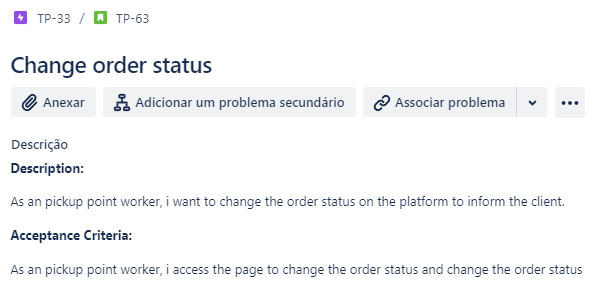 TP-33 / TP-63
Change order status
Anexar Adicionar um problema secundário Associar problema
Descrição
Description:
As an pickup point worker, i want to change the order status on the platform to inform the client.
Acceptance Criteria:
As an pickup point worker, i access the page to change the order status and change the order status